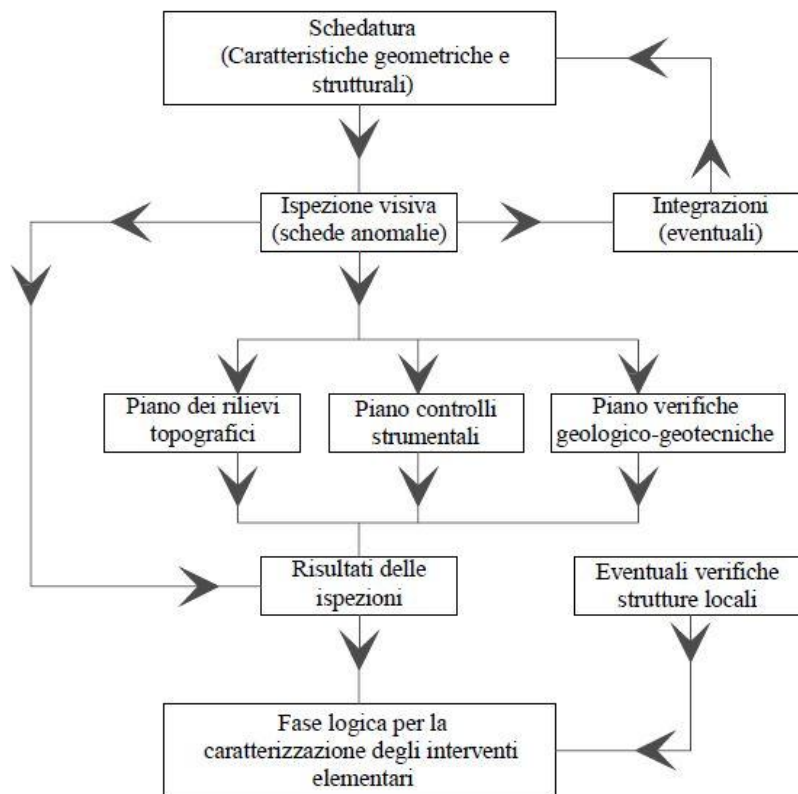 Schedatura
(Caratteristiche geometriche e
strutturali)
Ispezione visiva
(schede anomalie)
Integrazioni
(eventuali)
Piano dei rilievi
topografici
Piano controlli
strumentali
Piano verifiche
geologico-geotecniche
Risultati delle
ispezioni
Eventuali verifiche
strutture locali
Fase logica per la
caratterizzazione degli interventi
elementari